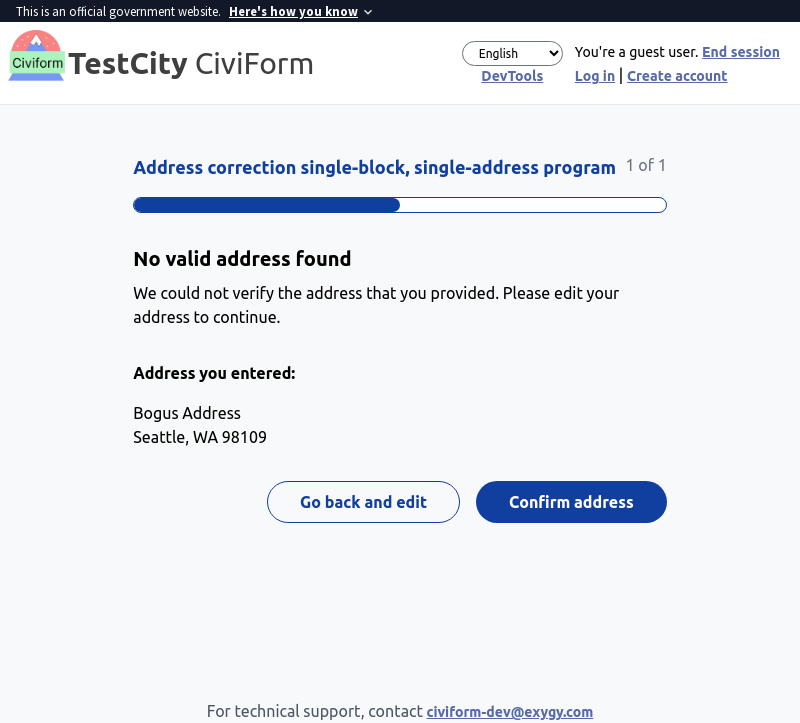 This is an official government website. Here's how you know
Civiform TestCity CiviForm
English
You're a guest user. End session
DevTools
Log in | Create account
Address correction single-block, single-address program 1 of 1
No valid address found
We could not verify the address that you provided. Please edit your
address to continue.
Address you entered:
Bogus Address
Seattle, WA 98109
Go back and edit Confirm address
For technical support, contact civiform-dev@exygy.com